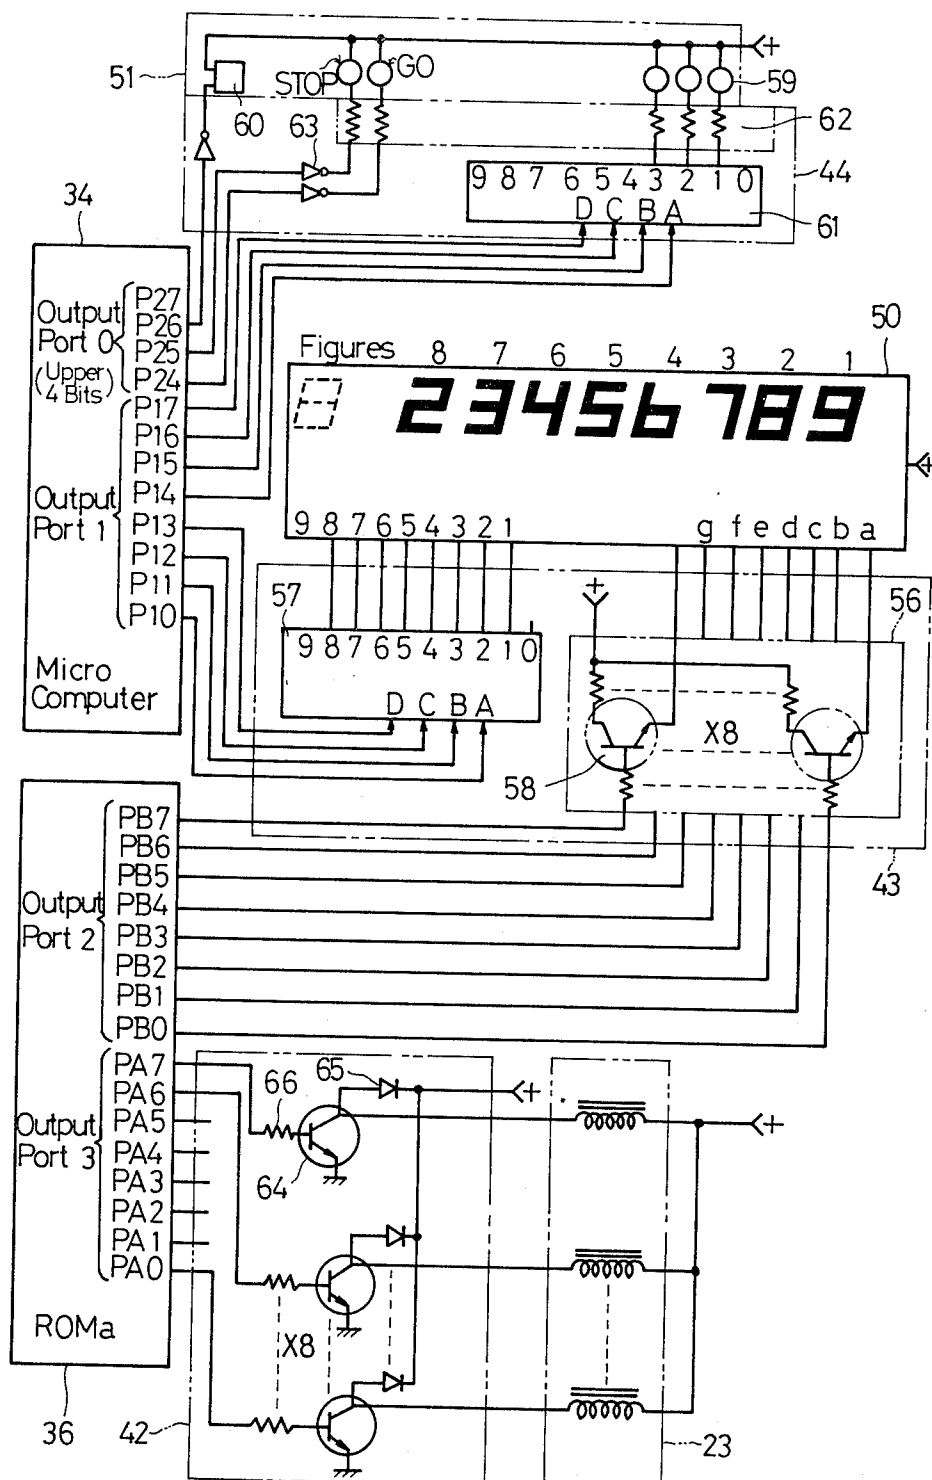 51
STOP
GO
59
60
63
62
44
9 8 7 6 5 4 3 2 1 0
D C B A
61
34
Output
Port 0
(Upper
4 Bits)
P27
P26
P25
P24
P17
P16
P15
P14
P13
P12
P11
P10
Output
Port 1
Micro
Computer
50
Figures 8 7 6 5 4 3 2 1
23456789
9 8 7 6 5 4 3 2 1
g f e d c b a
57
9 8 7 6 5 4 3 2 1 0
D C B A
56
X8
58
43
PB7
PB6
PB5
PB4
PB3
PB2
PB1
PB0
Output
Port 2
PA7
PA6
PA5
PA4
PA3
PA2
PA1
PA0
Output
Port 3
ROMa
36
66
65
64
X8
42
23